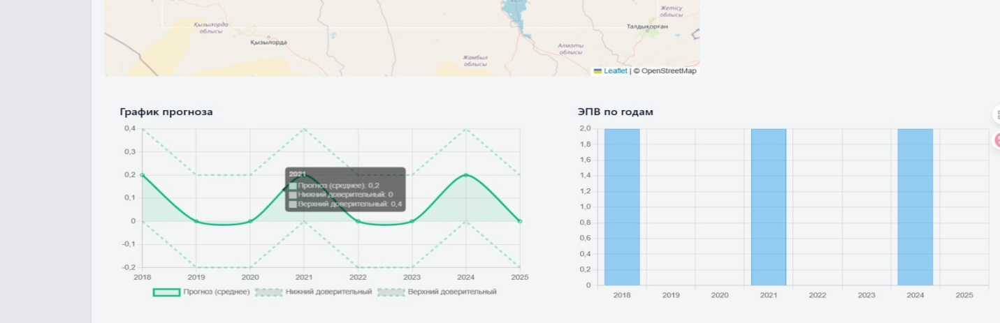 Жетісу
облысы
Қызылорда
облысы
Талдықорған
Қызылорда
Алматы
облысы
Жамбыл
облысы
Leaflet | © OpenStreetMap
График прогноза
ЭПВ по годам
0,4
0,3
0,2
0,1
0
-0,1
-0,2
2021
Прогноз (среднее): 0,2
Нижний доверительный: 0
Верхний доверительный: 0,4
2018 2019 2020 2021 2022 2023 2024 2025
Прогноз (среднее) Нижний доверительный Верхний доверительный
2,0
1,8
1,6
1,4
1,2
1,0
0,8
0,6
0,4
0,2
0
2018 2019 2020 2021 2022 2023 2024 2025